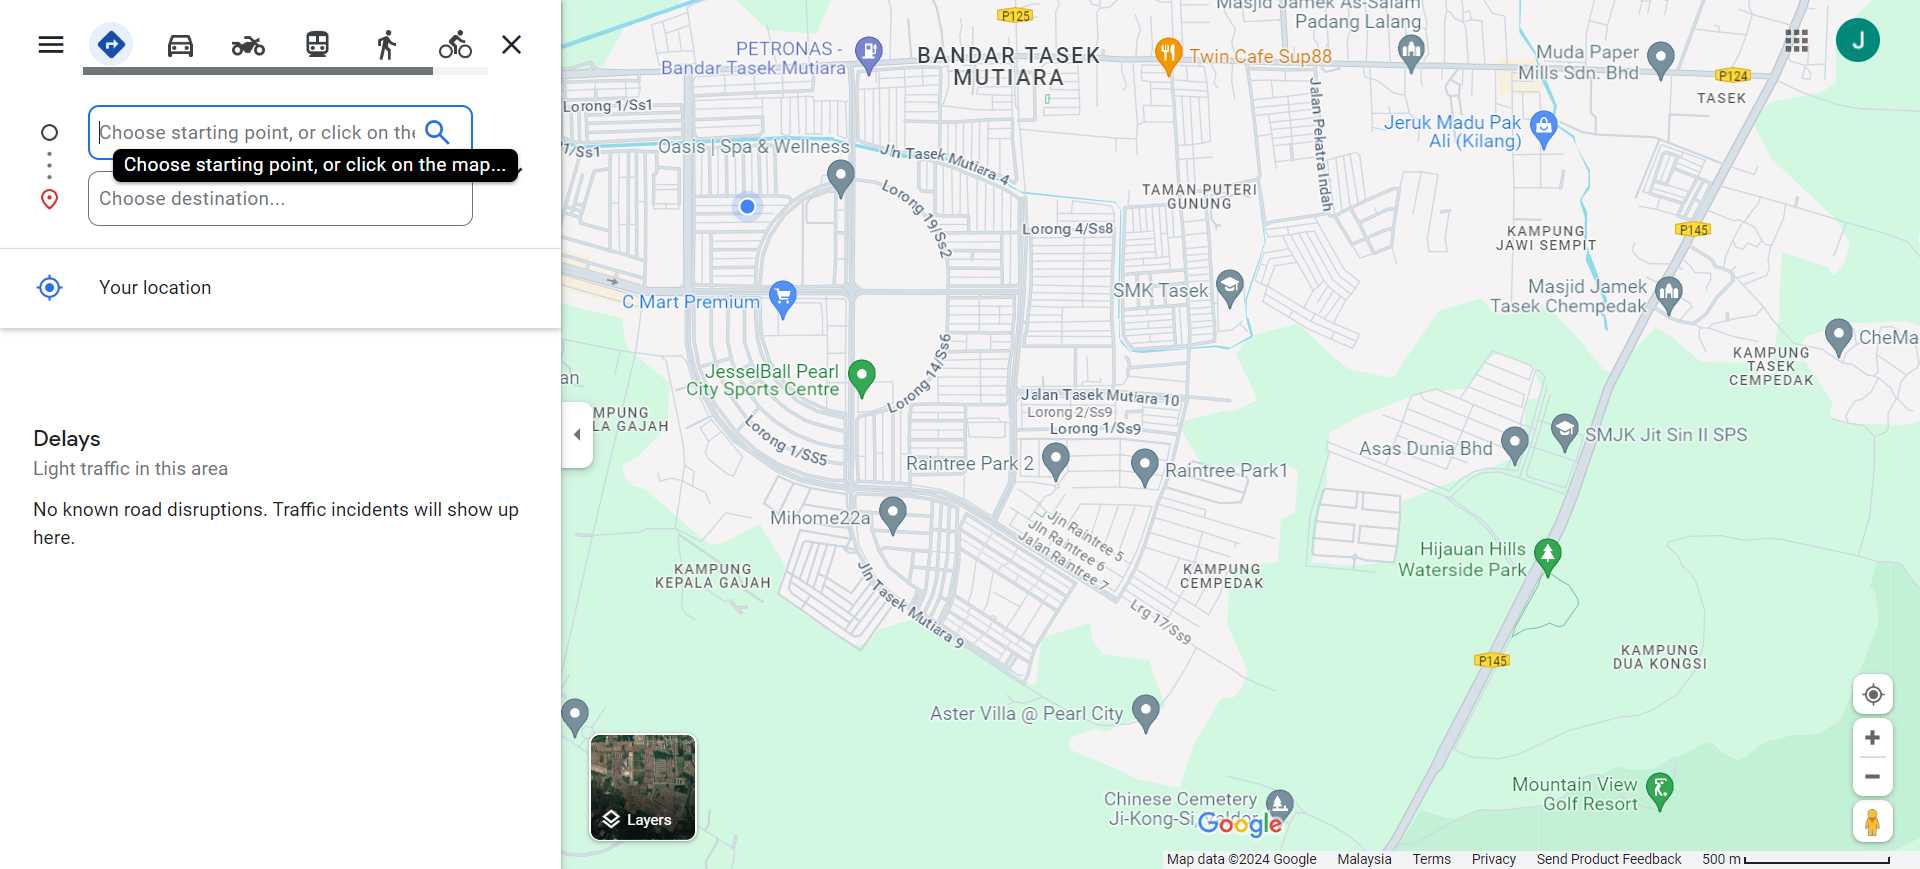 Choose starting point, or click on the
Choose starting point, or click on the map...
Choose destination...
Your location
Delays
Light traffic in this area
No known road disruptions. Traffic incidents will show up
here.
Layers
P125
Masjid Jamek As-Salam
Padang Lalang
J
PETRONAS -
Bandar Tasek Mutiara
BANDAR TASEK
MUTIARA
Twin Cafe Sup88
Muda Paper
Mills Sdn. Bhd
P124
TASEK
Lorong 1/Ss1
Jalan Pekatra Indah
Jeruk Madu Pak
Ali (Kilang)
1/Ss1
Oasis | Spa & Wellness
Jln Tasek Mutiara 4
TAMAN PUTERI
GUNUNG
Lorong 19/Ss2
Lorong 4/Ss8
KAMPUNG
JAWI SEMPIT
P145
C Mart Premium
SMK Tasek
Masjid Jamek
Tasek Chempedak
CheMa
KAMPUNG
TASEK
CEMPEDAK
JesselBall Pearl
City Sports Centre
Lorong 14/Ss6
an
MPUNG
LA GAJAH
Jalan Tasek Mutiara 10
Lorong 2/Ss9
Lorong 1/Ss9
Lorong 1/SS5
Raintree Park 2
Raintree Park1
Asas Dunia Bhd
SMJK Jit Sin II SPS
Mihome22a
Jln Raintree 5
Jln Raintree 6
Jalan Raintree 7
Hijauan Hills
Waterside Park
KAMPUNG
KEPALA GAJAH
KAMPUNG
CEMPEDAK
Jln Tasek Mutiara 9
Lrg 17/Ss9
KAMPUNG
DUA KONGSI
P145
Aster Villa @ Pearl City
Mountain View
Golf Resort
Chinese Cemetery
Ji-Kong-Si, Valdor
Google
Map data ©2024 Google Malaysia Terms Privacy Send Product Feedback 500 m